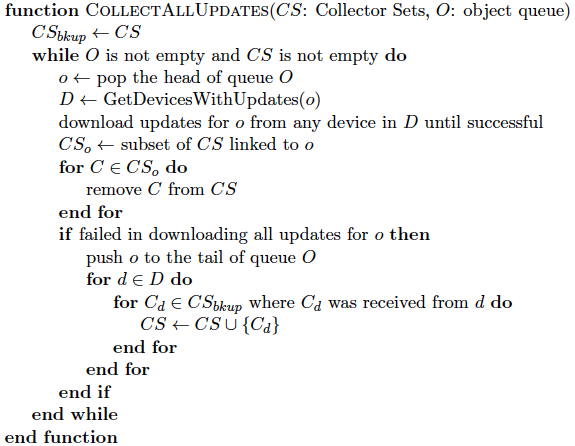 function COLLECTALLUPDATES(CS: Collector Sets, O: object queue)
CS_bkup ← CS
while O is not empty and CS is not empty do
o ← pop the head of queue O
D ← GetDevicesWithUpdates(o)
download updates for o from any device in D until successful
CS_o ← subset of CS linked to o
for C ∈ CS_o do
remove C from CS
end for
if failed in downloading all updates for o then
push o to the tail of queue O
for d ∈ D do
for C_d ∈ CS_bkup where C_d was received from d do
CS ← CS ∪ {C_d}
end for
end for
end if
end while
end function